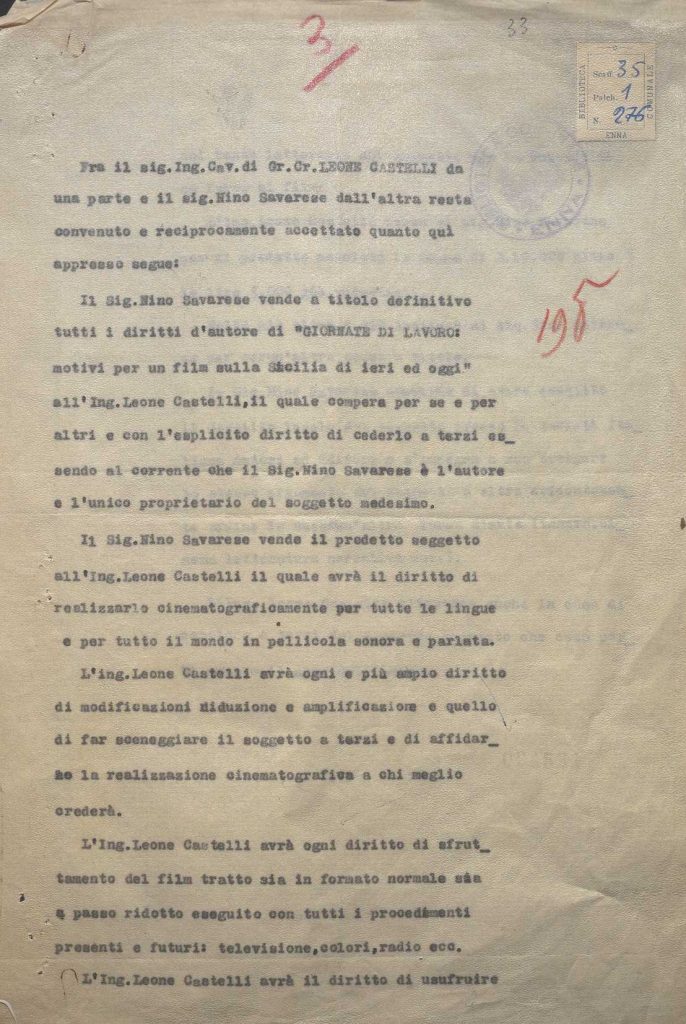 3
33
BIBLIOTECA
COMUNALE
ENNA
Scaff. 35
Palch. 1
N. 276
Fra il sig.Ing.Cav.di Gr.Cr.LEONE CASTELLI da
una parte e il sig.Nino Savarese dall'altra resta
convenuto e reciprocamente accettato quanto quì
appresso segue:
Il Sig.Nino Savarese vende a titolo definitivo
tutti i diritti d'autore di "GIORNATE DI LAVORO:
195
motivi per un film sulla Sicilia di ieri ed oggi"
all'Ing.Leone Castelli,il quale compera per se e per
altri e con l'esplicito diritto di cederlo a terzi es_
sendo al corrente che il Sig.Nino Savarese è l'autore
e l'unico proprietario del soggetto medesimo.
Il Sig.Nino Savarese vende il predetto seggetto
all'Ing.Leone Castelli il quale avrà il diritto di
realizzarlo cinematograficamente per tutte le lingue
e per tutto il mondo in pellicola sonora e parlata.
L'ing.Leone Castelli avrà ogni e più ampio diritto
di modificazioni riduzione e amplificazione e quello
di far sceneggiare il soggetto a terzi e di affidar_
ne la realizzazione cinematografica a chi meglio
crederà.
L'Ing.Leone Castelli avrà ogni diritto di sfrut_
tamento del film tratto sia in formato normale sia
a passo ridotto eseguito con tutti i procedimenti
presenti e futuri: televisione,colori,radio ecc.
L'Ing.Leone Castelli avrà il diritto di usufruire